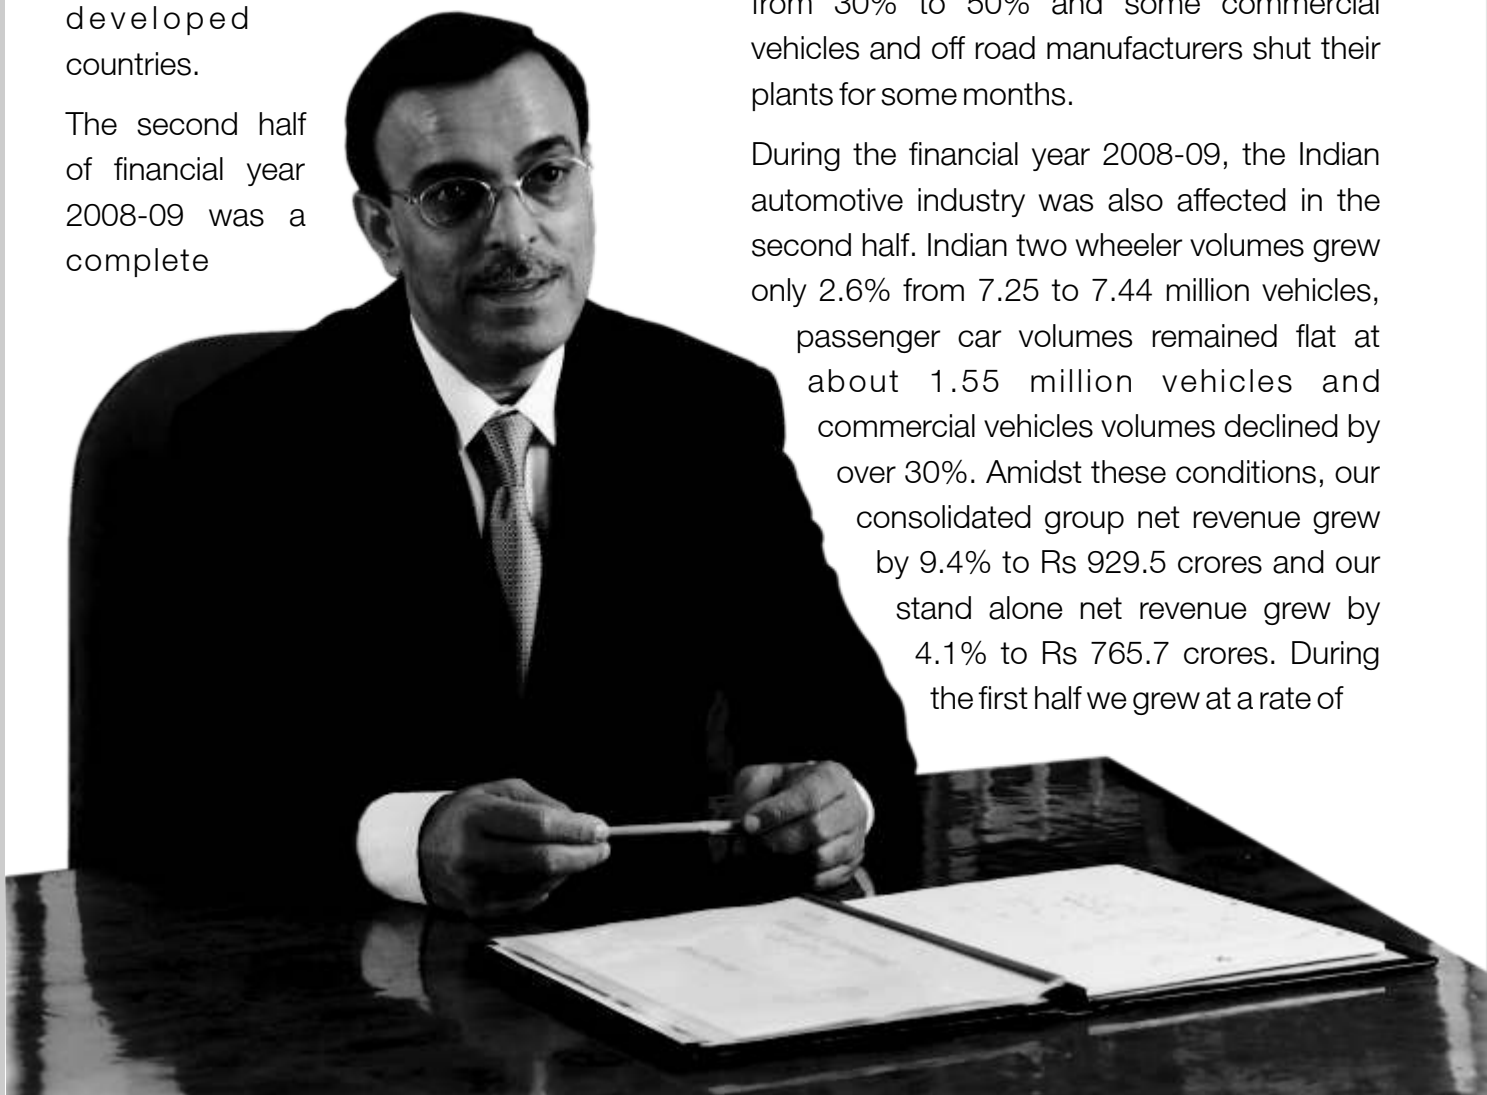 developed
countries.
The second half
of financial year
2008-09 was a
complete
from 30% to 50% and some commercial
vehicles and off road manufacturers shut their
plants for some months.
During the financial year 2008-09, the Indian
automotive industry was also affected in the
second half. Indian two wheeler volumes grew
only 2.6% from 7.25 to 7.44 million vehicles,
passenger car volumes remained flat at
about 1.55 million vehicles and
commercial vehicles volumes declined by
over 30%. Amidst these conditions, our
consolidated group net revenue grew
by 9.4% to Rs 929.5 crores and our
stand alone net revenue grew by
4.1% to Rs 765.7 crores. During
the first half we grew at a rate of